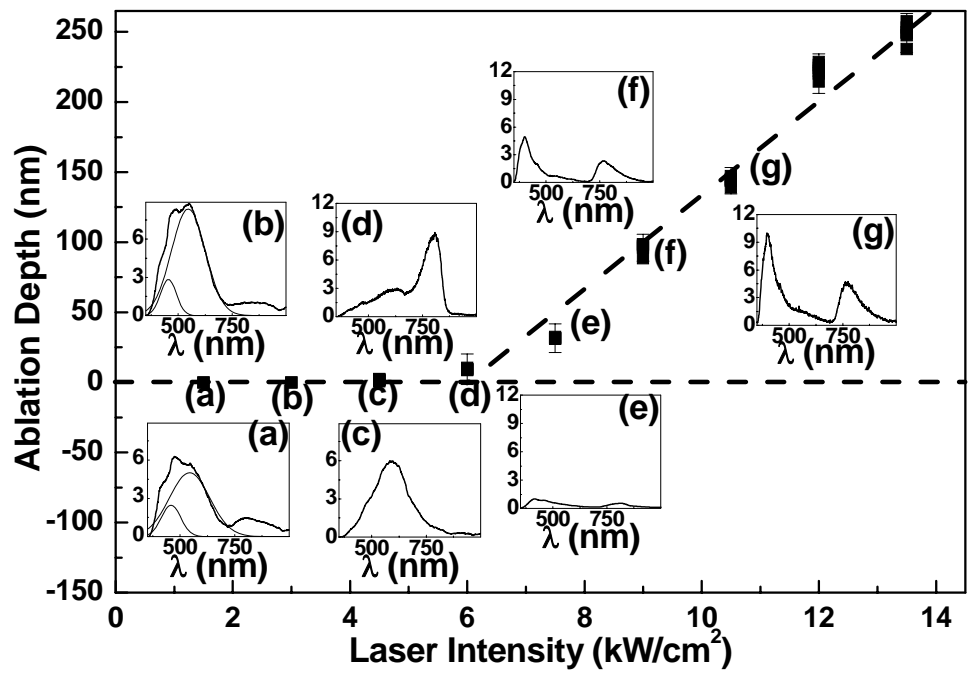 250
200
150
100
50
0
-50
-100
-150
Ablation Depth (nm)
0 2 4 6 8 10 12 14
Laser Intensity (kW/cm²)
(a) (b) (c) (d) (e) (f) (g)
(b)
6
3
0
500 750
λ (nm)
(d)
12
9
6
3
0
500 750
λ (nm)
(f)
12
9
6
3
0
500 750
λ (nm)
(g)
12
9
6
3
0
500 750
λ (nm)
(a)
6
3
0
500 750
λ (nm)
(c)
6
3
0
500 750
λ (nm)
(e)
12
9
6
3
0
500 750
λ (nm)